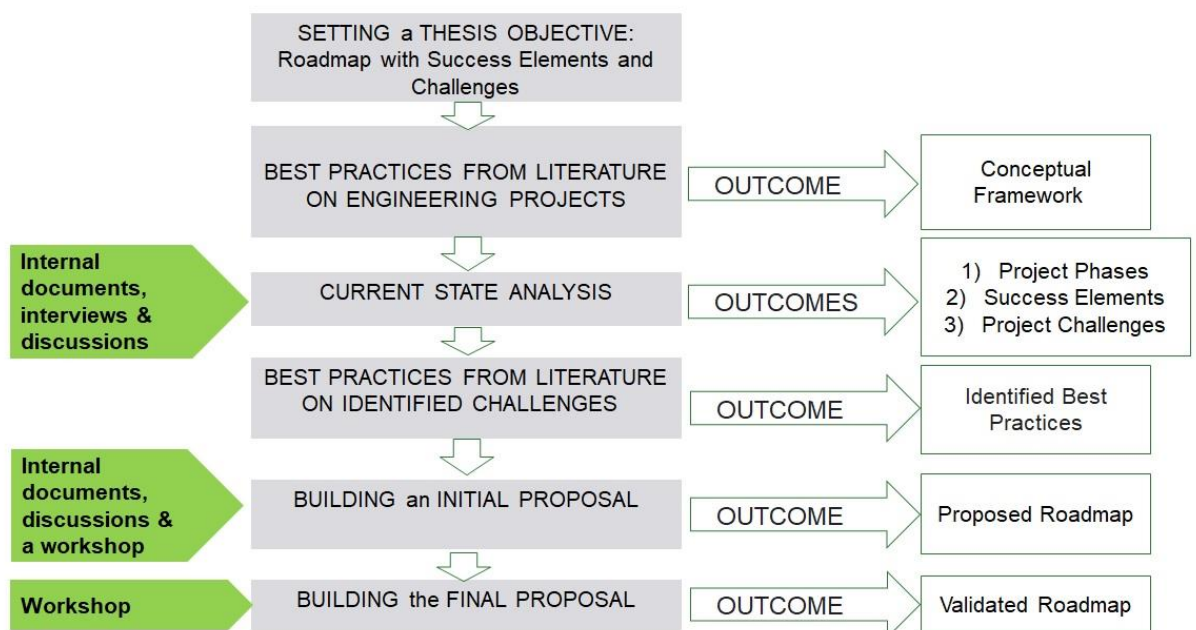 SETTING a THESIS OBJECTIVE:
Roadmap with Success Elements and
Challenges
BEST PRACTICES FROM LITERATURE
ON ENGINEERING PROJECTS
OUTCOME
Conceptual
Framework
Internal
documents,
interviews &
discussions
CURRENT STATE ANALYSIS
OUTCOMES
1) Project Phases
2) Success Elements
3) Project Challenges
BEST PRACTICES FROM LITERATURE
ON IDENTIFIED CHALLENGES
OUTCOME
Identified Best
Practices
Internal
documents,
discussions &
a workshop
BUILDING an INITIAL PROPOSAL
OUTCOME
Proposed Roadmap
Workshop
BUILDING the FINAL PROPOSAL
OUTCOME
Validated Roadmap